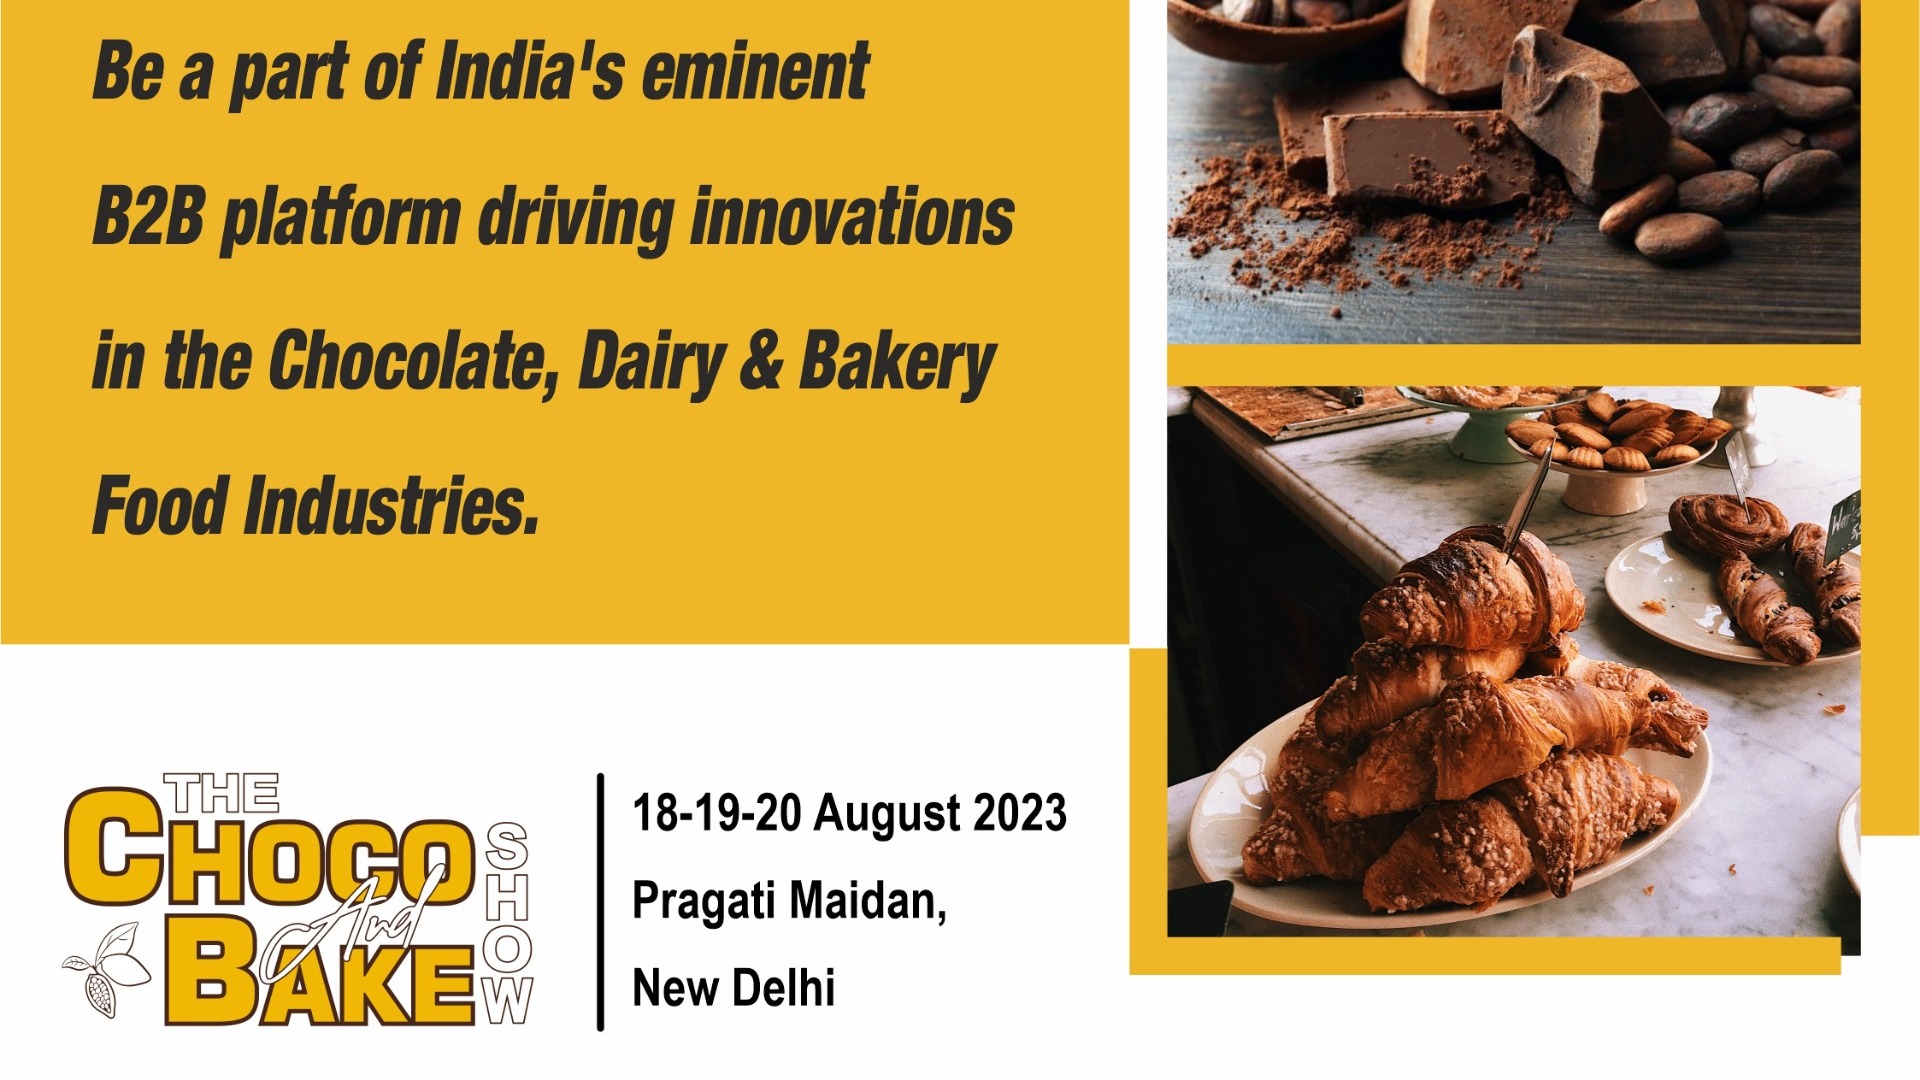 Be a part of India's eminent
B2B platform driving innovations
in the Chocolate, Dairy & Bakery
Food Industries.
THE
CHOCO
And
BAKE
SHOW
18-19-20 August 2023
Pragati Maidan,
New Delhi